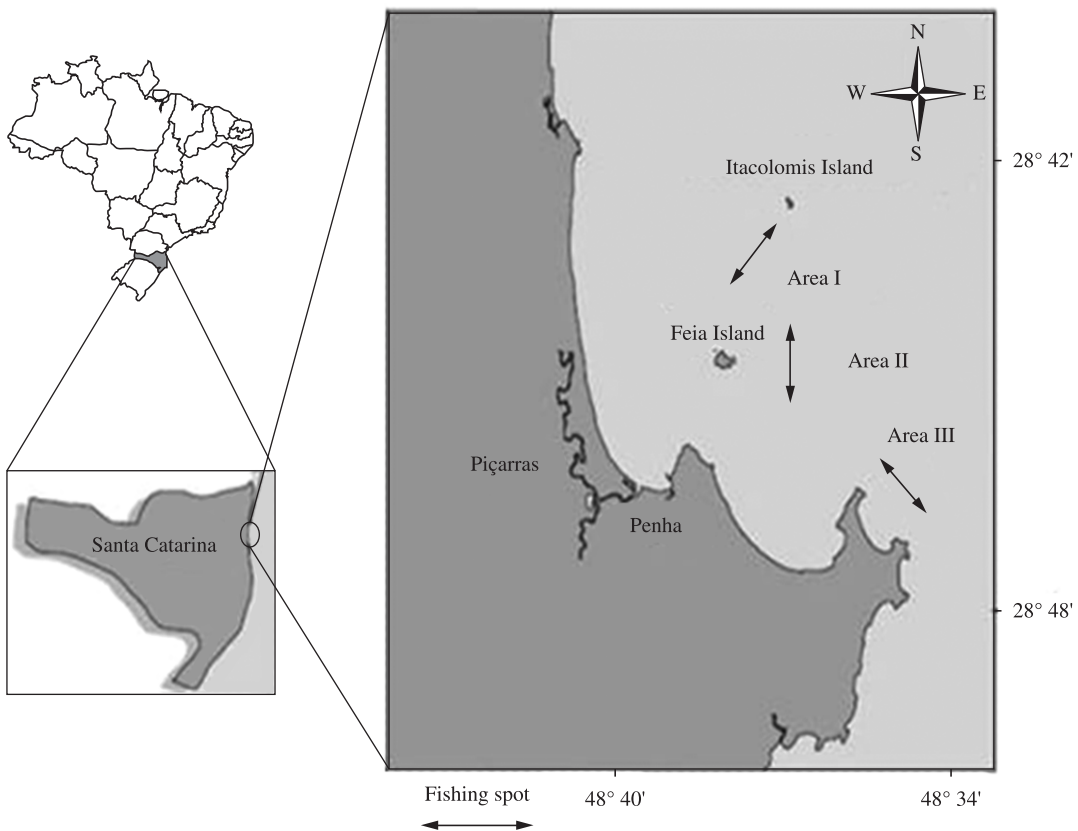 N
W
E
S
28° 42'
Itacolomis Island
Area I
Feia Island
Area II
Area III
Piçarras
Penha
Santa Catarina
28° 48'
Fishing spot
48° 40'
48° 34'